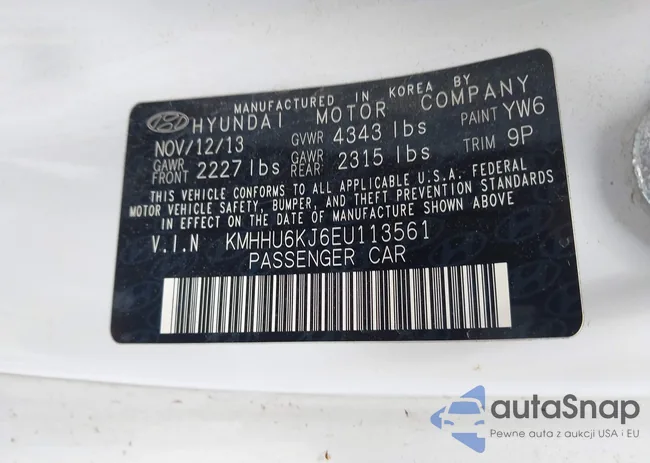 MANUFACTURED IN KOREA BY
HYUNDAI MOTOR COMPANY
NOV/12/13 GVWR 4343 lbs PAINT YW6
GAWR FRONT 2227 lbs GAWR REAR 2315 lbs TRIM 9P
THIS VEHICLE CONFORMS TO ALL APPLICABLE U.S.A. FEDERAL
MOTOR VEHICLE SAFETY, BUMPER, AND THEFT PREVENTION STANDARDS
IN EFFECT ON THE DATE OF MANUFACTURE SHOWN ABOVE
V.I.N KMHHU6KJ6EU113561
PASSENGER CAR
autaSnap
Pewne auta z aukcji USA i EU